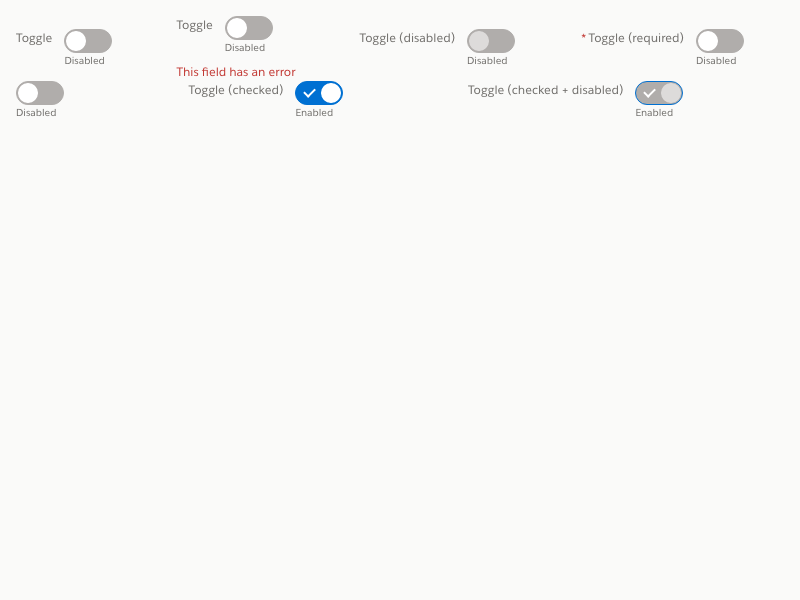 Toggle
Disabled
Toggle
Disabled
This field has an error
Toggle (disabled)
Disabled
* Toggle (required)
Disabled
Disabled
Toggle (checked)
Enabled
Toggle (checked + disabled)
Enabled